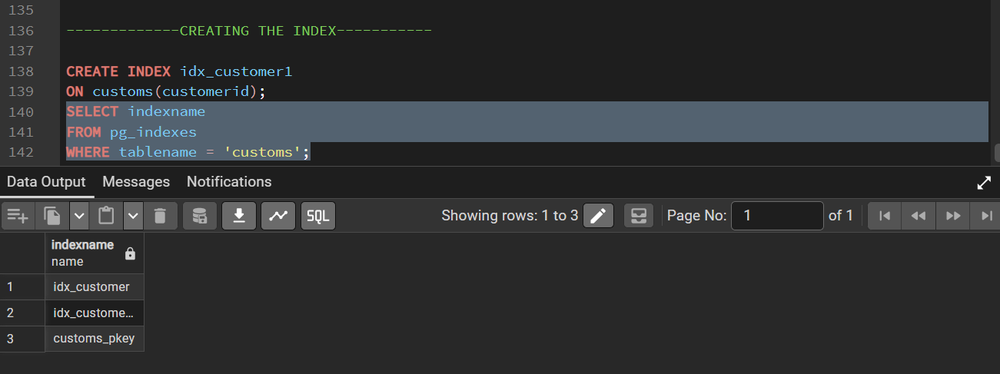 135
136 -------------CREATING THE INDEX-----------
137
138 CREATE INDEX idx_customer1
139 ON customs(customerid);
140 SELECT indexname
141 FROM pg_indexes
142 WHERE tablename = 'customs';
Data Output Messages Notifications
SQL Showing rows: 1 to 3 Page No: 1 of 1
indexname
name
1 idx_customer
2 idx_custome...
3 customs_pkey